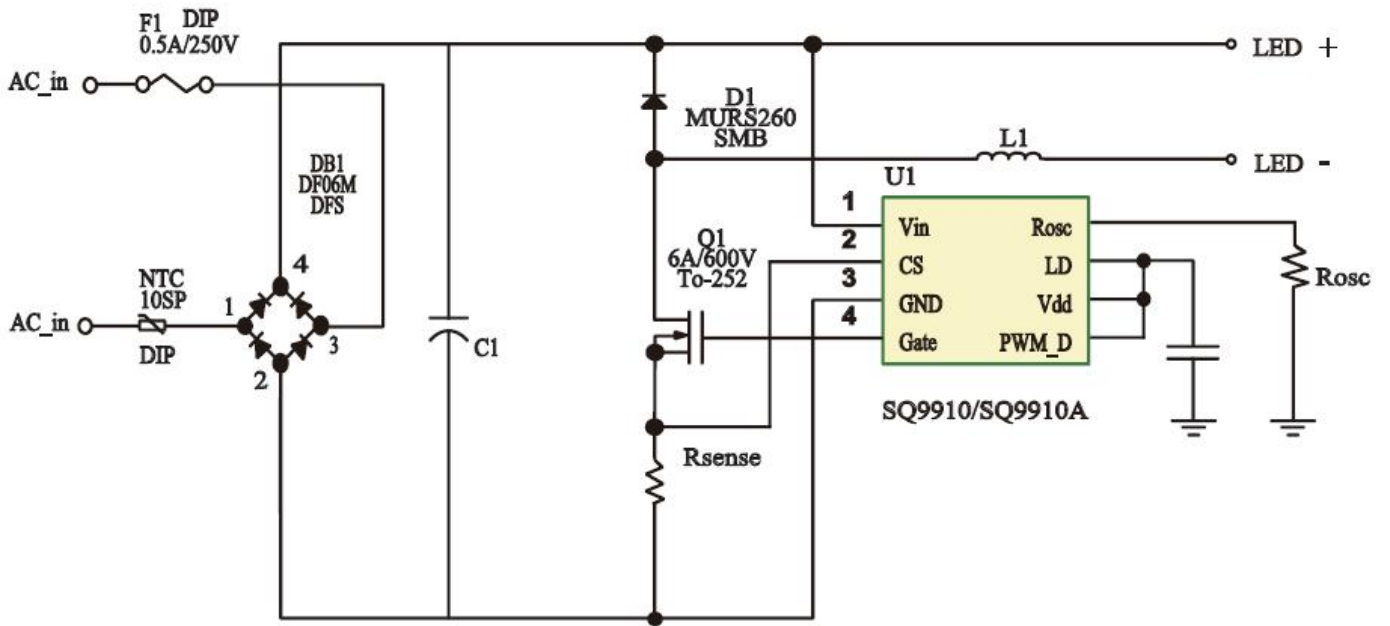 F1 DIP
0.5A/250V
AC_in
LED +
D1
MURS260
SMB
L1
LED -
DB1
DF06M
DFS
U1
1
Vin
Rosc
2
CS
LD
3
GND
Vdd
4
Gate
PWM_D
Q1
6A/600V
To-252
Rosc
4
NTC
10SP
AC_in
1
3
DIP
2
C1
SQ9910/SQ9910A
Rsense